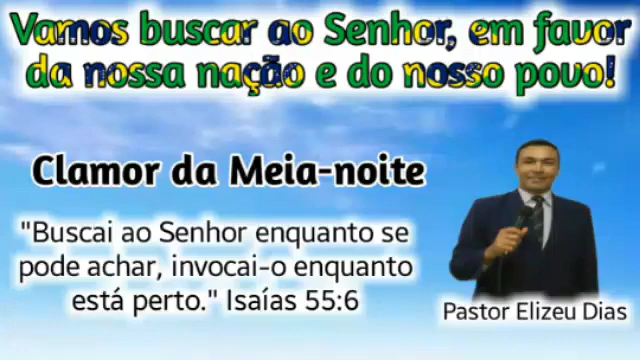 Vamos buscar ao Senhor, em favor
da nossa nação e do nosso povo!
Clamor da Meia-noite
"Buscai ao Senhor enquanto se
pode achar, invocai-o enquanto
está perto." Isaías 55:6
Pastor Elizeu Dias